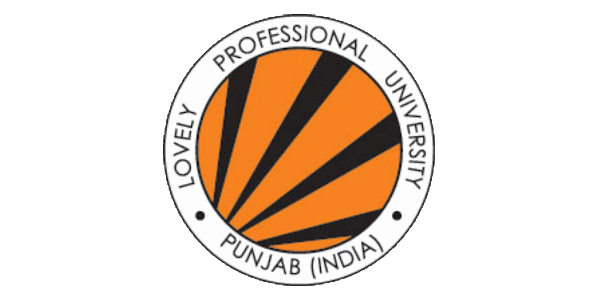 LOVELY PROFESSIONAL UNIVERSITY
PUNJAB (INDIA)